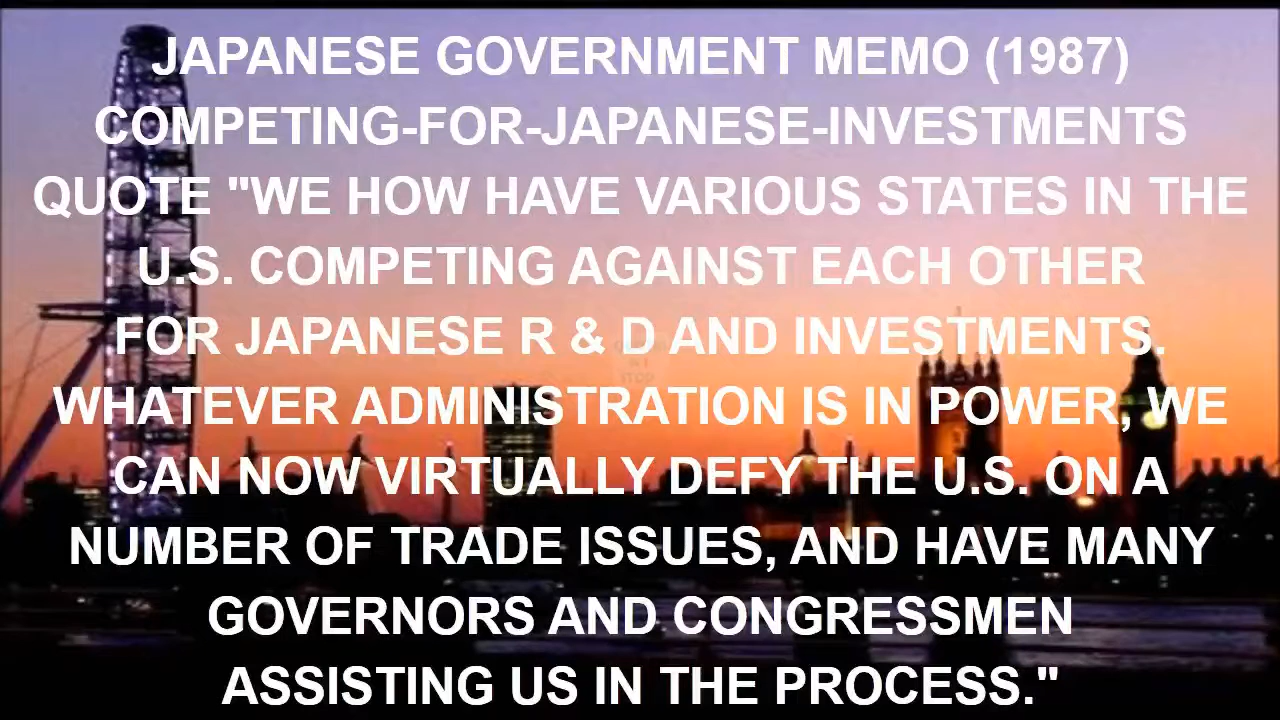 JAPANESE GOVERNMENT MEMO (1987)
COMPETING-FOR-JAPANESE-INVESTMENTS
QUOTE "WE HOW HAVE VARIOUS STATES IN THE
U.S. COMPETING AGAINST EACH OTHER
FOR JAPANESE R & D AND INVESTMENTS.
WHATEVER ADMINISTRATION IS IN POWER, WE
CAN NOW VIRTUALLY DEFY THE U.S. ON A
NUMBER OF TRADE ISSUES, AND HAVE MANY
GOVERNORS AND CONGRESSMEN
ASSISTING US IN THE PROCESS."